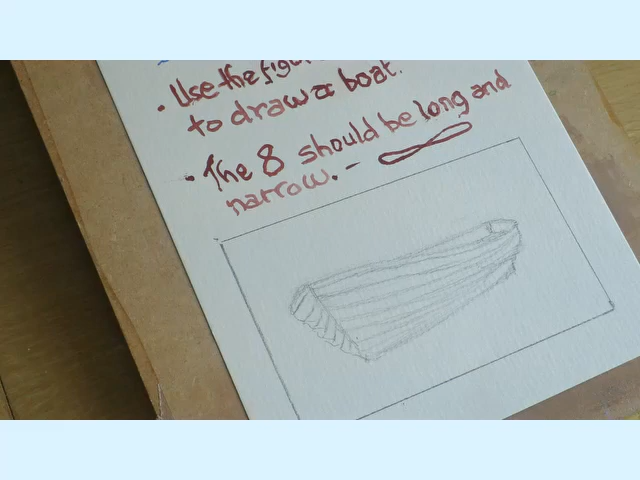 • Use the
to draw a boat.
• The 8 should be long and
narrow. -